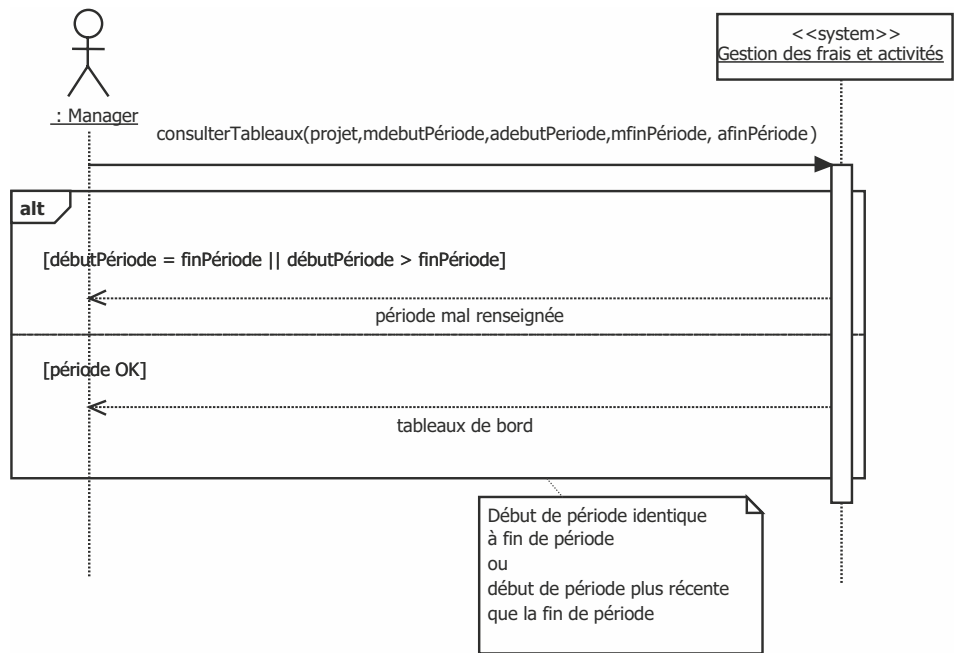 <<system>>
Gestion des frais et activités
: Manager
consulterTableaux(projet,mdebutPériode,adebutPeriode,mfinPériode, afinPériode)
alt
[débutPériode = finPériode || débutPériode > finPériode]
période mal renseignée
[période OK]
tableaux de bord
Début de période identique
à fin de période
ou
début de période plus récente
que la fin de période